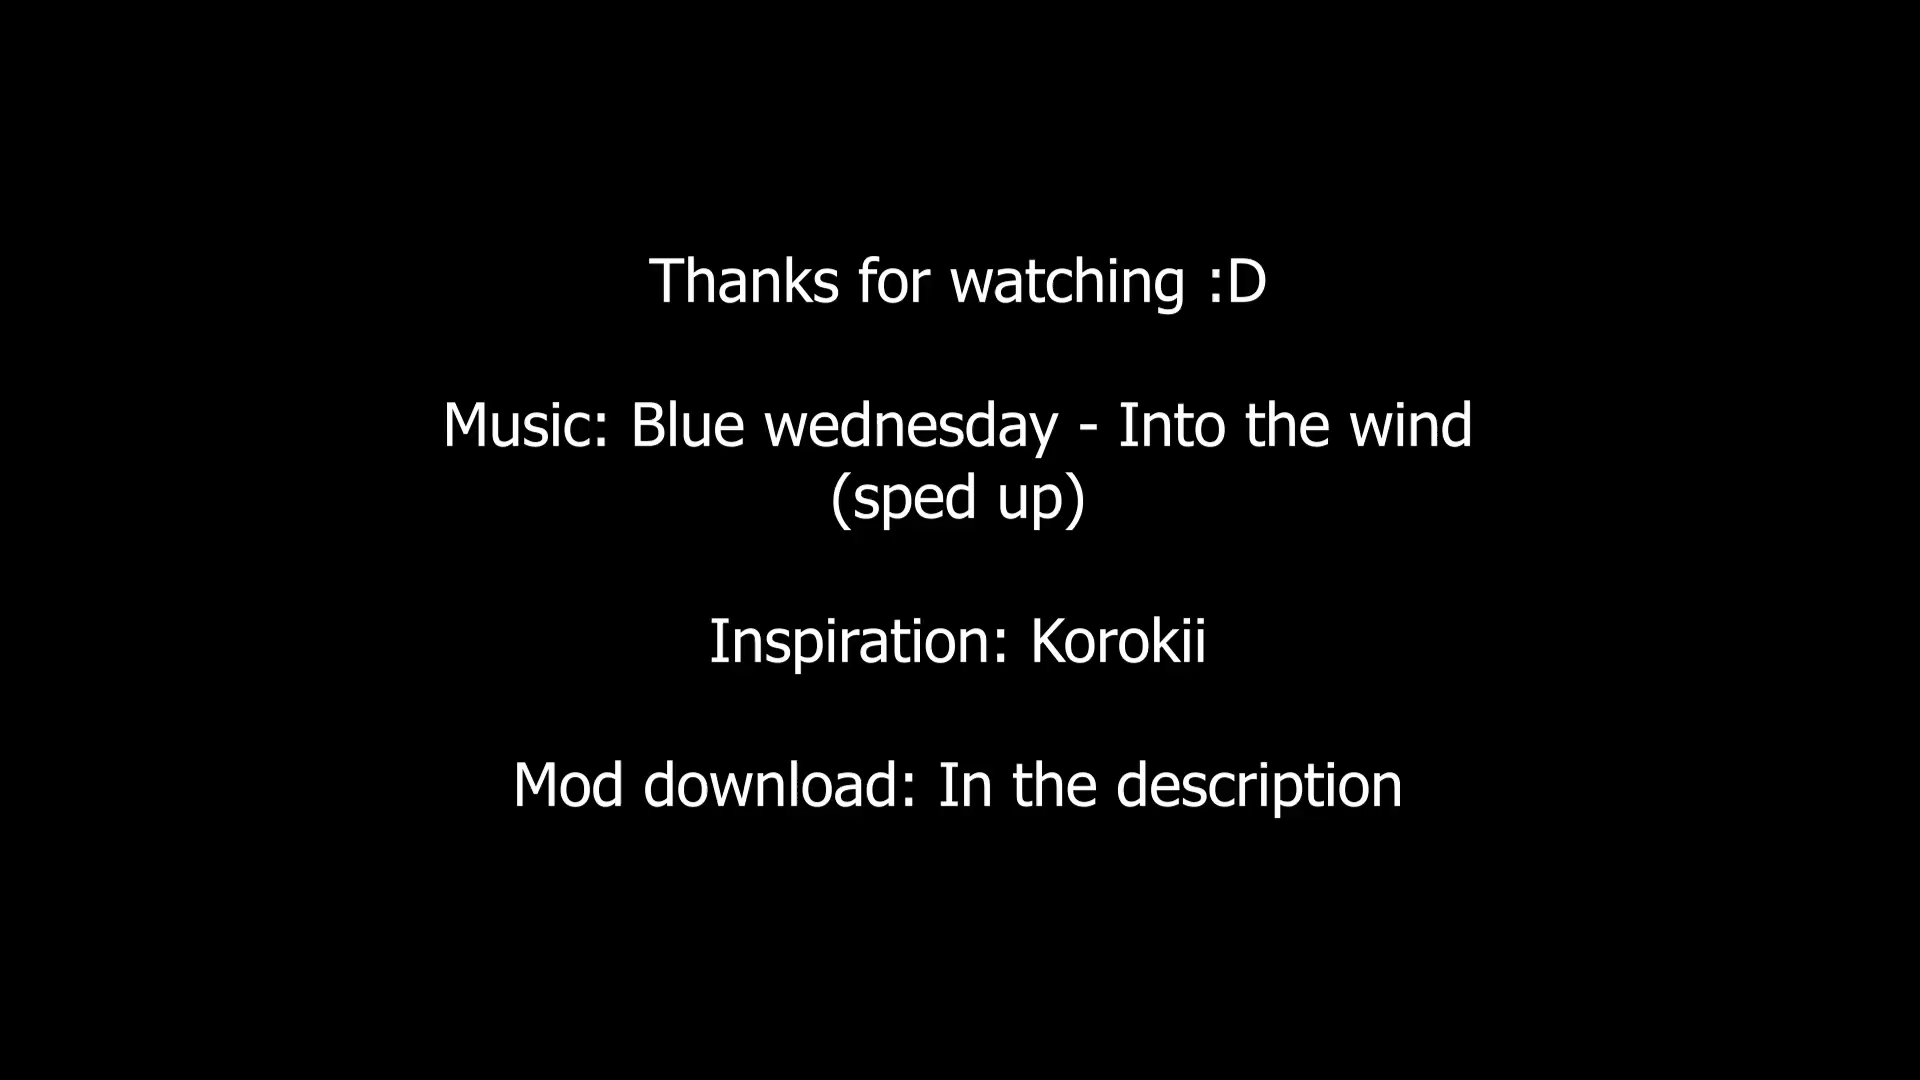 Thanks for watching :D
Music: Blue wednesday - Into the wind
(sped up)
Inspiration: Korokii
Mod download: In the description